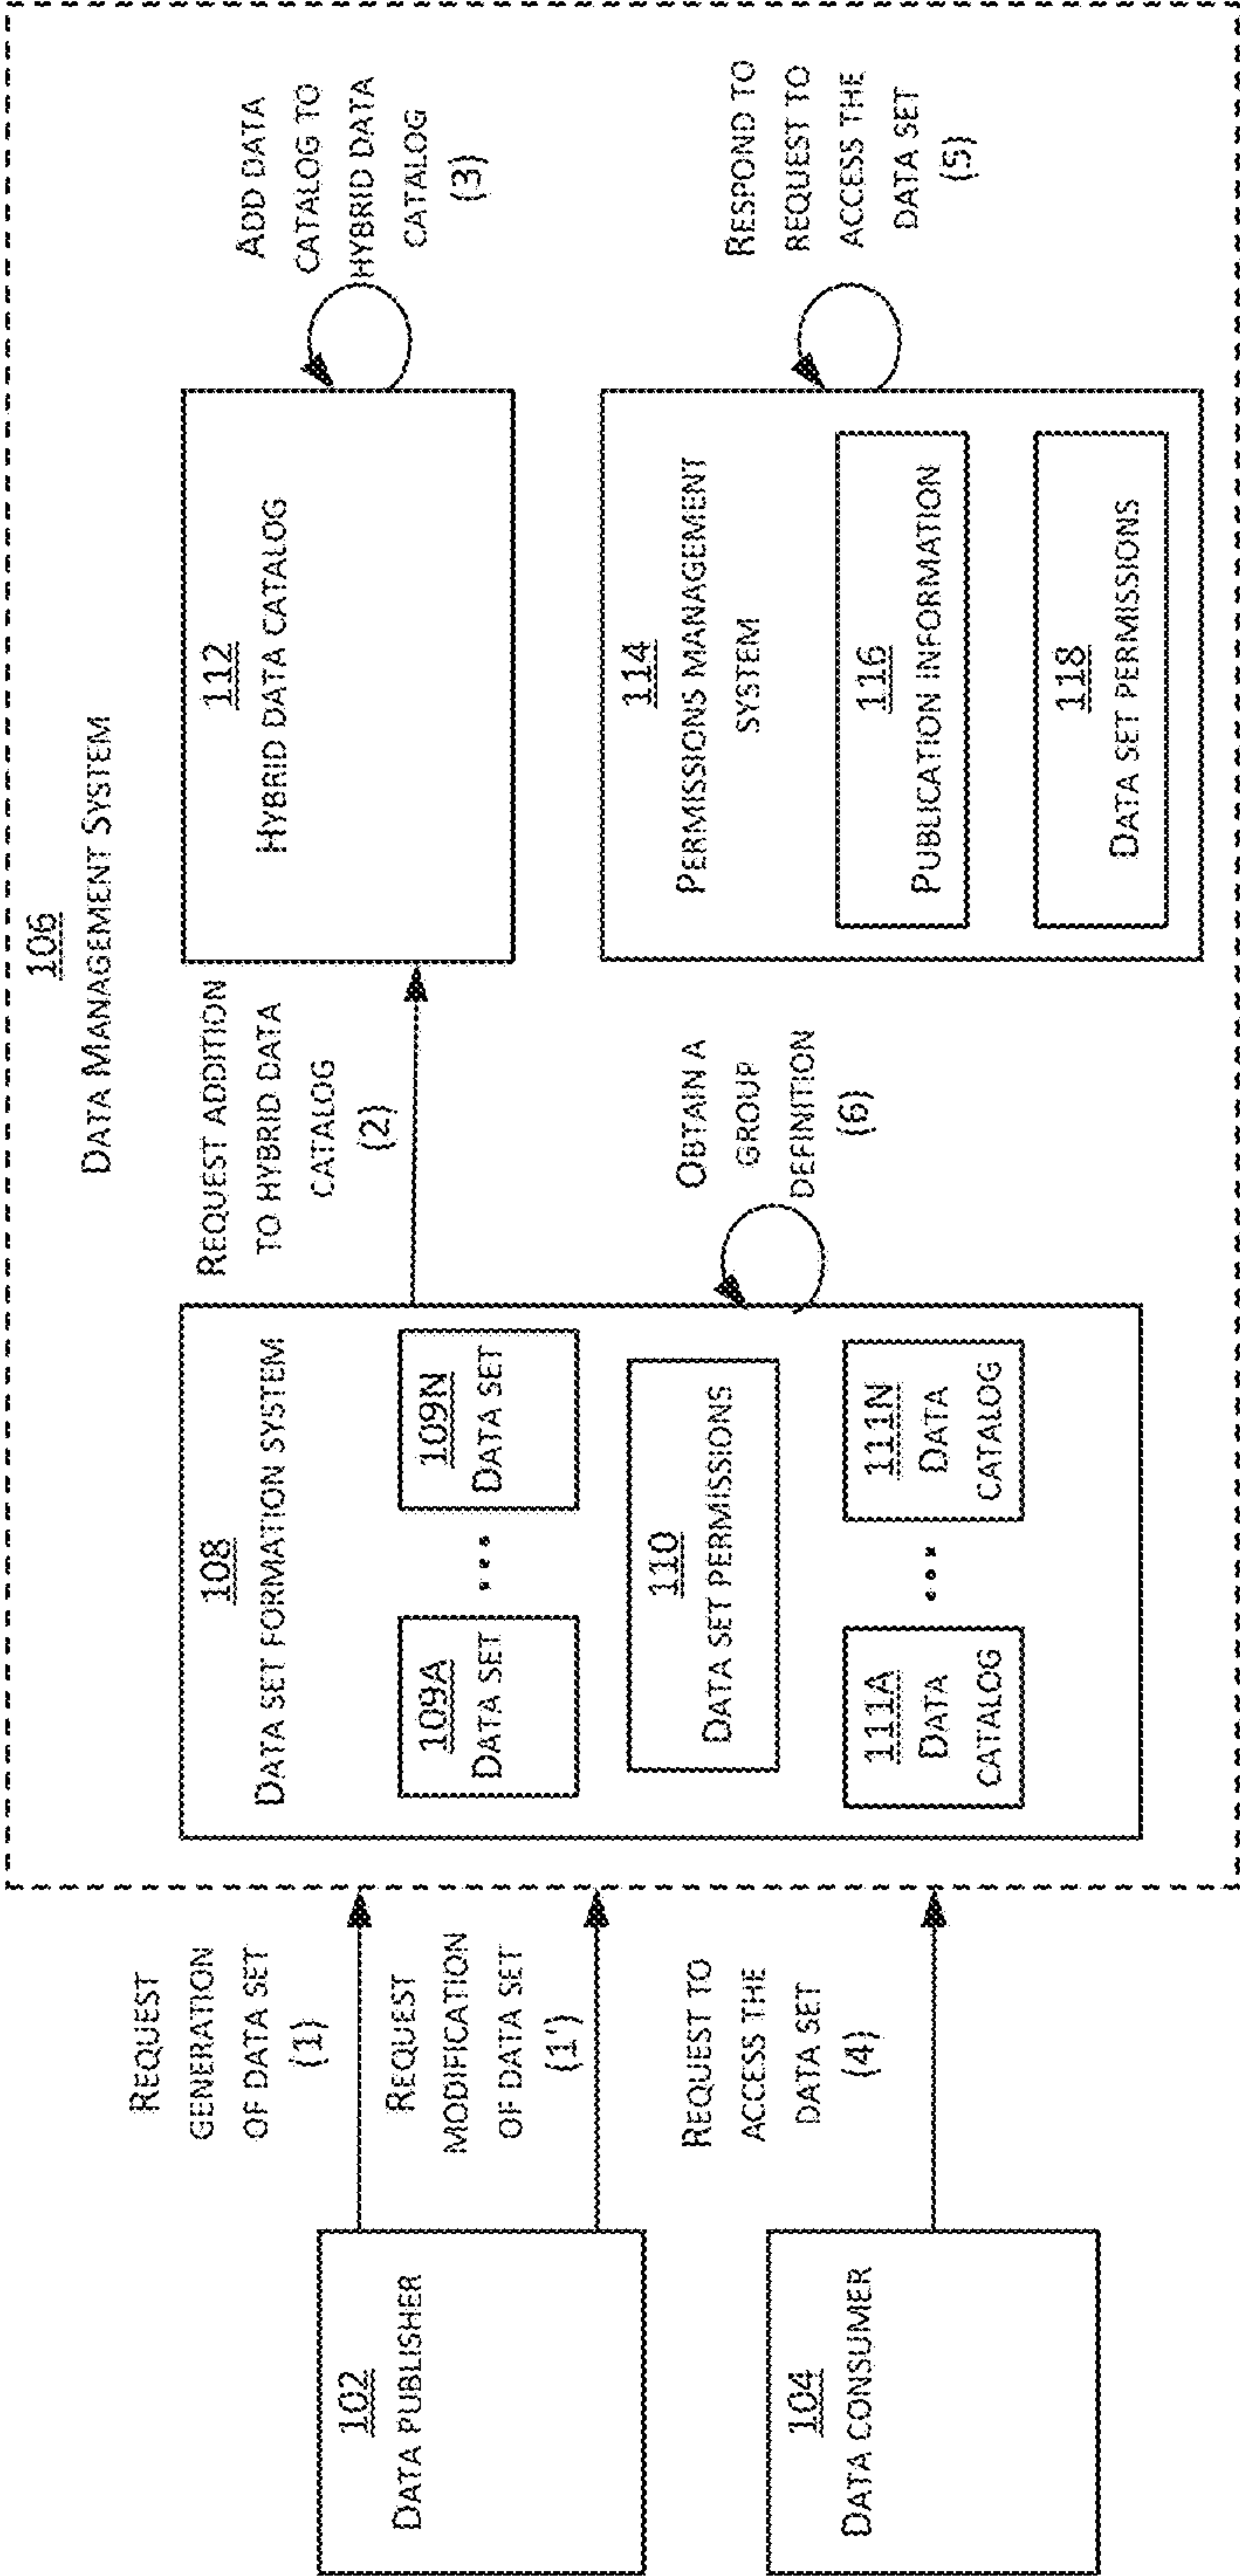 106
DATA MANAGEMENT SYSTEM
REQUEST
GENERATION
OF DATA SET
(1)
REQUEST
MODIFICATION
OF DATA SET
(1')
REQUEST TO
ACCESS THE
DATA SET
(4)
102
DATA PUBLISHER
104
DATA CONSUMER
108
DATA SET FORMATION SYSTEM
109A
DATA SET
109N
DATA SET
110
DATA SET PERMISSIONS
111A
DATA
CATALOG
111N
DATA
CATALOG
REQUEST ADDITION
TO HYBRID DATA
CATALOG
(2)
OBTAIN A
GROUP
DEFINITION
(6)
112
HYBRID DATA CATALOG
ADD DATA
CATALOG TO
HYBRID DATA
CATALOG
(3)
114
PERMISSIONS MANAGEMENT
SYSTEM
116
PUBLICATION INFORMATION
118
DATA SET PERMISSIONS
RESPOND TO
REQUEST TO
ACCESS THE
DATA SET
(5)